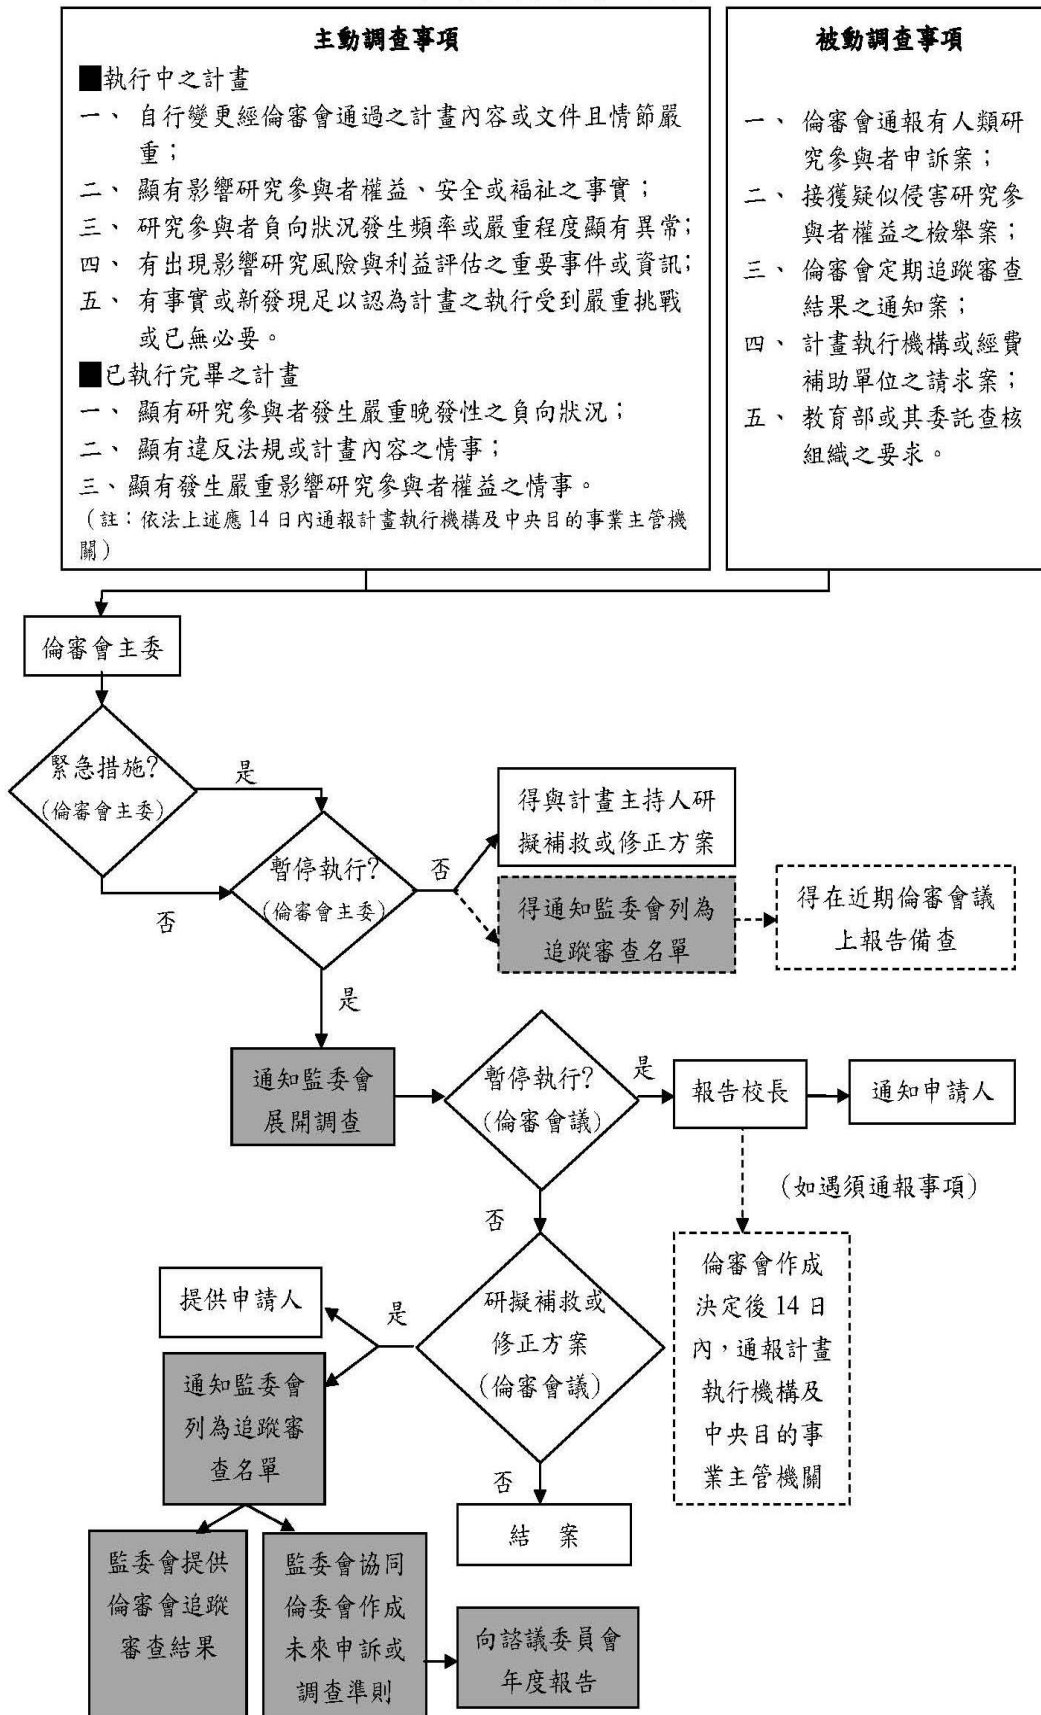 主動調查事項
■執行中之計畫
一、 自行變更經倫審會通過之計畫內容或文件且情節嚴
重；
二、 顯有影響研究參與者權益、安全或福祉之事實；
三、 研究參與者負向狀況發生頻率或嚴重程度顯有異常；
四、 有出現影響研究風險與利益評估之重要事件或資訊；
五、 有事實或新發現足以認為計畫之執行受到嚴重挑戰
或已無必要。
■已執行完畢之計畫
一、 顯有研究參與者發生嚴重晚發性之負向狀況；
二、 顯有違反法規或計畫內容之情事；
三、顯有發生嚴重影響研究參與者權益之情事。
（註：依法上述應 14 日內通報計畫執行機構及中央目的事業主管機
關）
被動調查事項
一、 倫審會通報有人類研
究參與者申訴案；
二、 接獲疑似侵害研究參
與者權益之檢舉案；
三、 倫審會定期追蹤審查
結果之通知案；
四、 計畫執行機構或經費
補助單位之請求案；
五、 教育部或其委託查核
組織之要求。
倫審會主委
緊急措施?
(倫審會主委)
是
否
暫停執行?
(倫審會主委)
否
得與計畫主持人研
擬補救或修正方案
得通知監委會列為
追蹤審查名單
得在近期倫審會議
上報告備查
是
通知監委會
展開調查
暫停執行?
(倫審會議)
是
報告校長
通知申請人
（如遇須通報事項）
倫審會作成
決定後 14 日
內，通報計畫
執行機構及
中央目的事
業主管機關
否
研擬補救或
修正方案
(倫審會議)
是
提供申請人
通知監委會
列為追蹤審
查名單
否
結 案
監委會提供
倫審會追蹤
審查結果
監委會協同
倫委會作成
未來申訴或
調查準則
向諮議委員會
年度報告